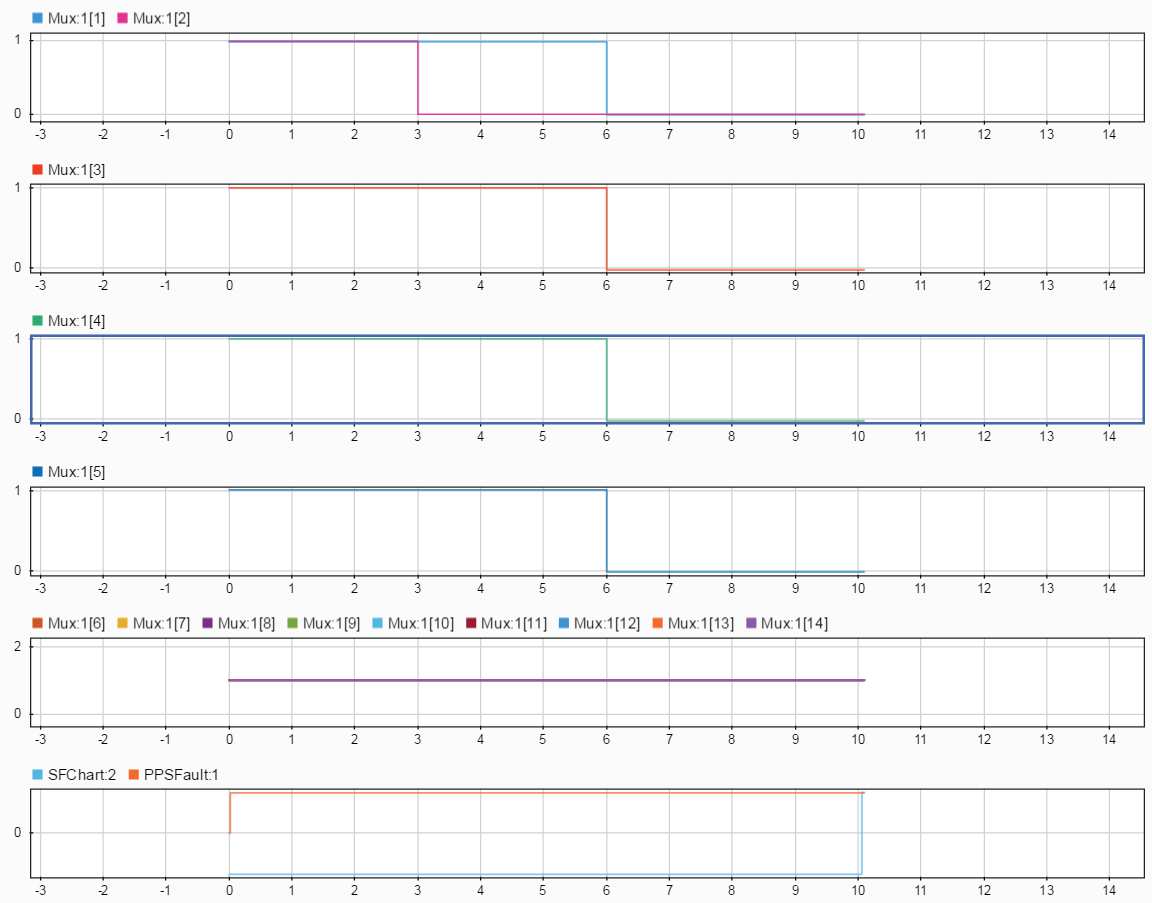 Mux:1[1] Mux:1[2]
1
0
-3 -2 -1 0 1 2 3 4 5 6 7 8 9 10 11 12 13 14
Mux:1[3]
1
0
-3 -2 -1 0 1 2 3 4 5 6 7 8 9 10 11 12 13 14
Mux:1[4]
1
0
-3 -2 -1 0 1 2 3 4 5 6 7 8 9 10 11 12 13 14
Mux:1[5]
1
0
-3 -2 -1 0 1 2 3 4 5 6 7 8 9 10 11 12 13 14
Mux:1[6] Mux:1[7] Mux:1[8] Mux:1[9] Mux:1[10] Mux:1[11] Mux:1[12] Mux:1[13] Mux:1[14]
2
0
-3 -2 -1 0 1 2 3 4 5 6 7 8 9 10 11 12 13 14
SFChart:2 PPSFault:1
0
-3 -2 -1 0 1 2 3 4 5 6 7 8 9 10 11 12 13 14